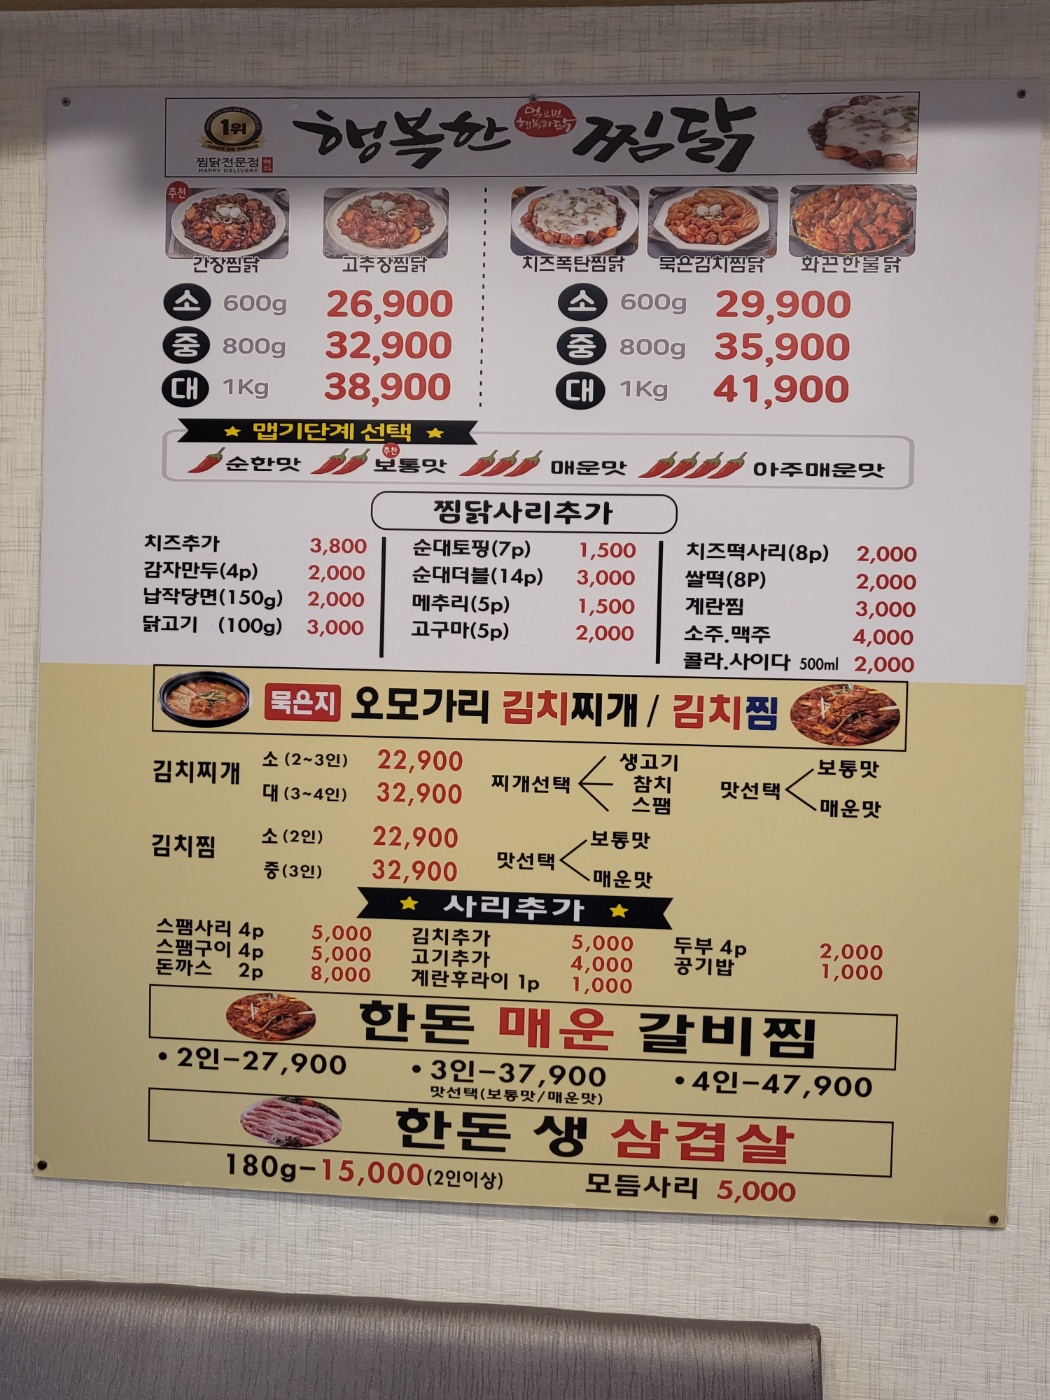 1위
찜닭전문점
HAPPY DELIVERY
행복한 먹으면 행복하닭 찜닭
추천
간장찜닭 고추장찜닭 치즈폭탄찜닭 묵은김치찜닭 화끈한불닭
소 600g 26,900 소 600g 29,900
중 800g 32,900 중 800g 35,900
대 1Kg 38,900 대 1Kg 41,900
★ 맵기단계 선택 ★
추천
순한맛 보통맛 매운맛 아주매운맛
찜닭사리추가
치즈추가 3,800 순대토핑(7p) 1,500 치즈떡사리(8p) 2,000
감자만두(4p) 2,000 순대더블(14p) 3,000 쌀떡(8P) 2,000
납작당면(150g) 2,000 메추리(5p) 1,500 계란찜 3,000
닭고기 (100g) 3,000 고구마(5p) 2,000 소주.맥주 4,000
콜라.사이다 500ml 2,000
묵은지 오모가리 김치찌개 / 김치찜
김치찌개 소 (2~3인) 22,900 찌개선택 생고기 맛선택 보통맛
대 (3~4인) 32,900 참치 매운맛
스팸
김치찜 소 (2인) 22,900 맛선택 보통맛
중 (3인) 32,900 매운맛
★ 사리추가 ★
스팸사리 4p 5,000 김치추가 5,000 두부 4p 2,000
스팸구이 4p 5,000 고기추가 4,000 공기밥 1,000
돈까스 2p 8,000 계란후라이 1p 1,000
한돈 매운 갈비찜
• 2인-27,900 • 3인-37,900 • 4인-47,900
맛선택(보통맛/매운맛)
한돈 생 삼겹살
180g-15,000(2인이상) 모듬사리 5,000